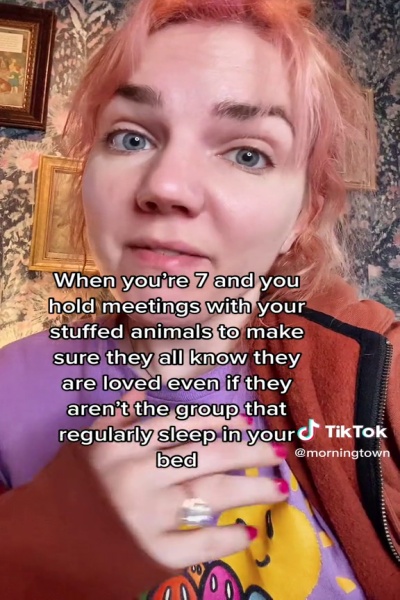 When you're 7 and you
hold meetings with your
stuffed animals to make
sure they all know they
are loved even if they
aren't the group that
regularly sleep in your
bed
TikTok
@morningtown